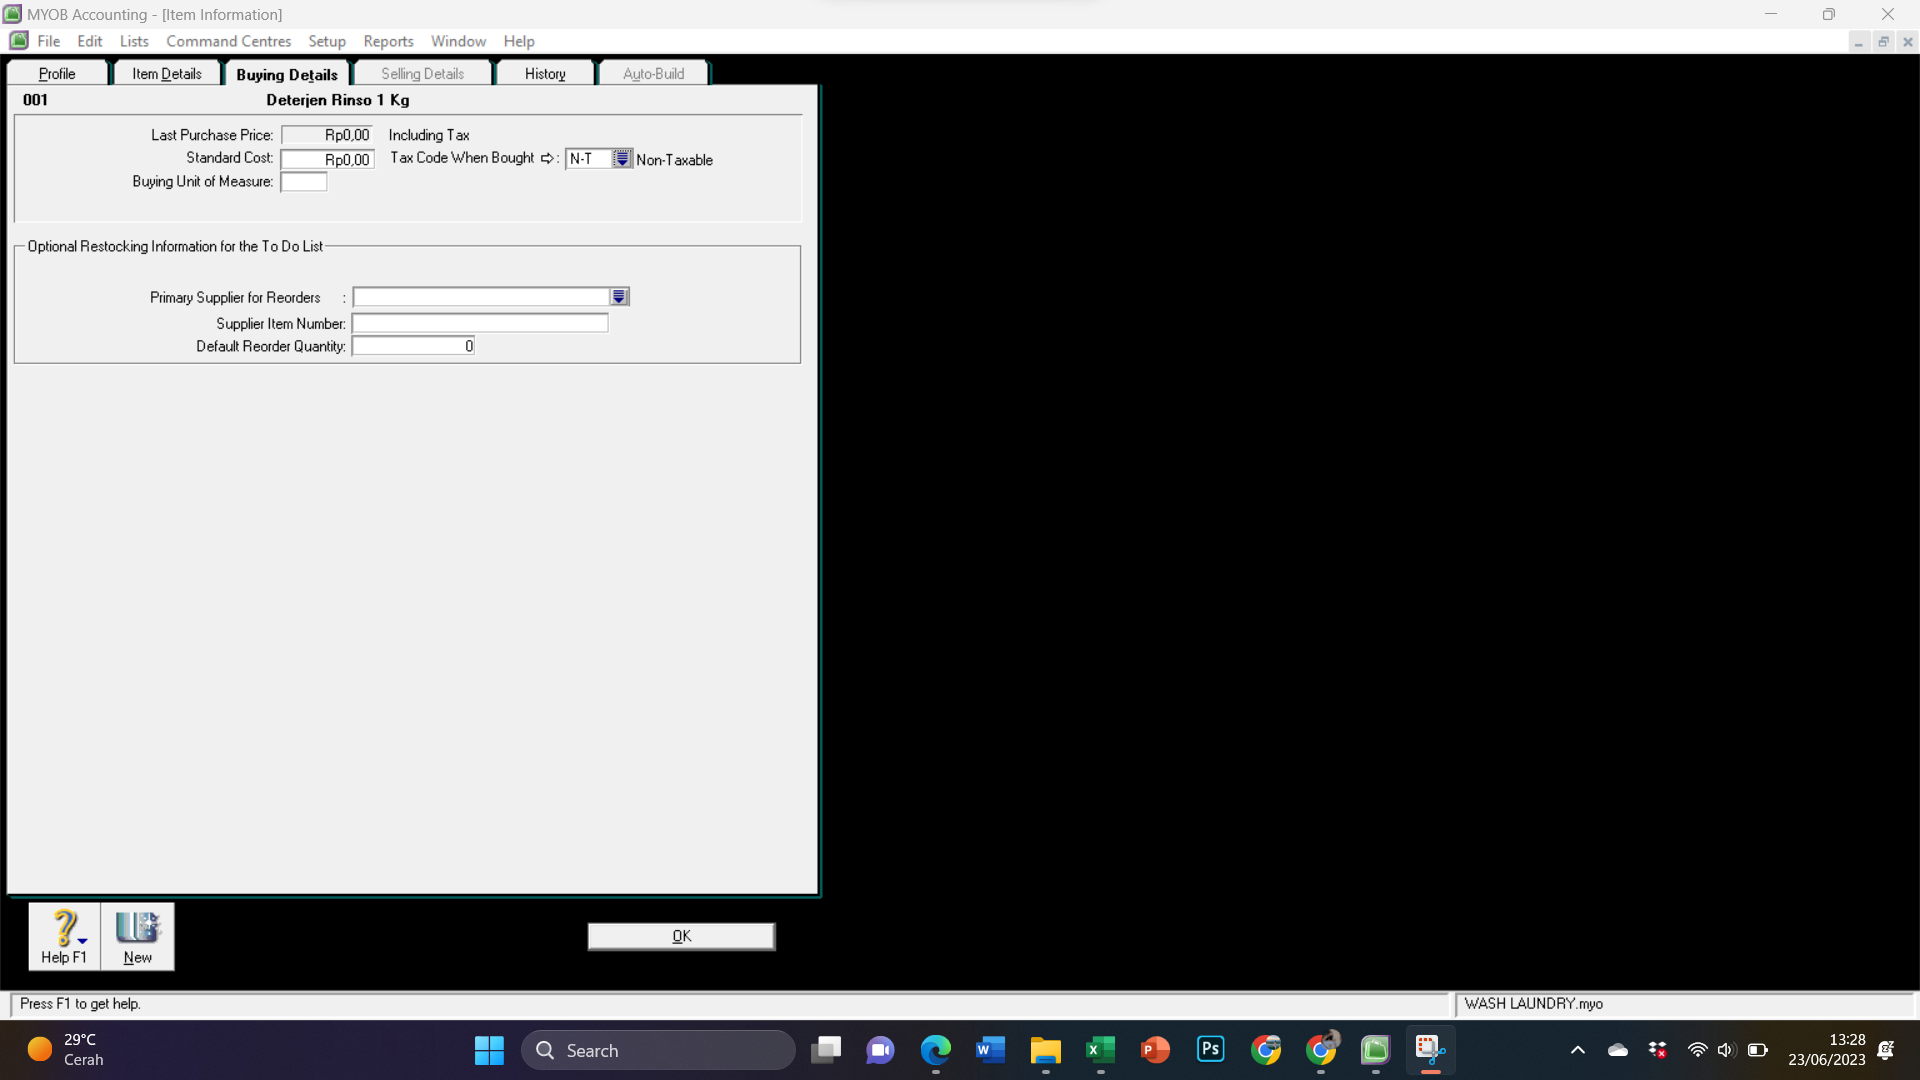 MYOB Accounting - [Item Information]
File Edit Lists Command Centres Setup Reports Window Help
Profile Item Details Buying Details Selling Details History Auto-Build
001 Deterjen Rinso 1 Kg
Last Purchase Price: Rp0,00 Including Tax
Standard Cost: Rp0,00 Tax Code When Bought : N-T Non-Taxable
Buying Unit of Measure:
Optional Restocking Information for the To Do List
Primary Supplier for Reorders :
Supplier Item Number:
Default Reorder Quantity: 0
OK
Help F1 New
Press F1 to get help. WASH LAUNDRY.myo
29°C
Cerah
Search
W
X
P
Ps
13:28
23/06/2023